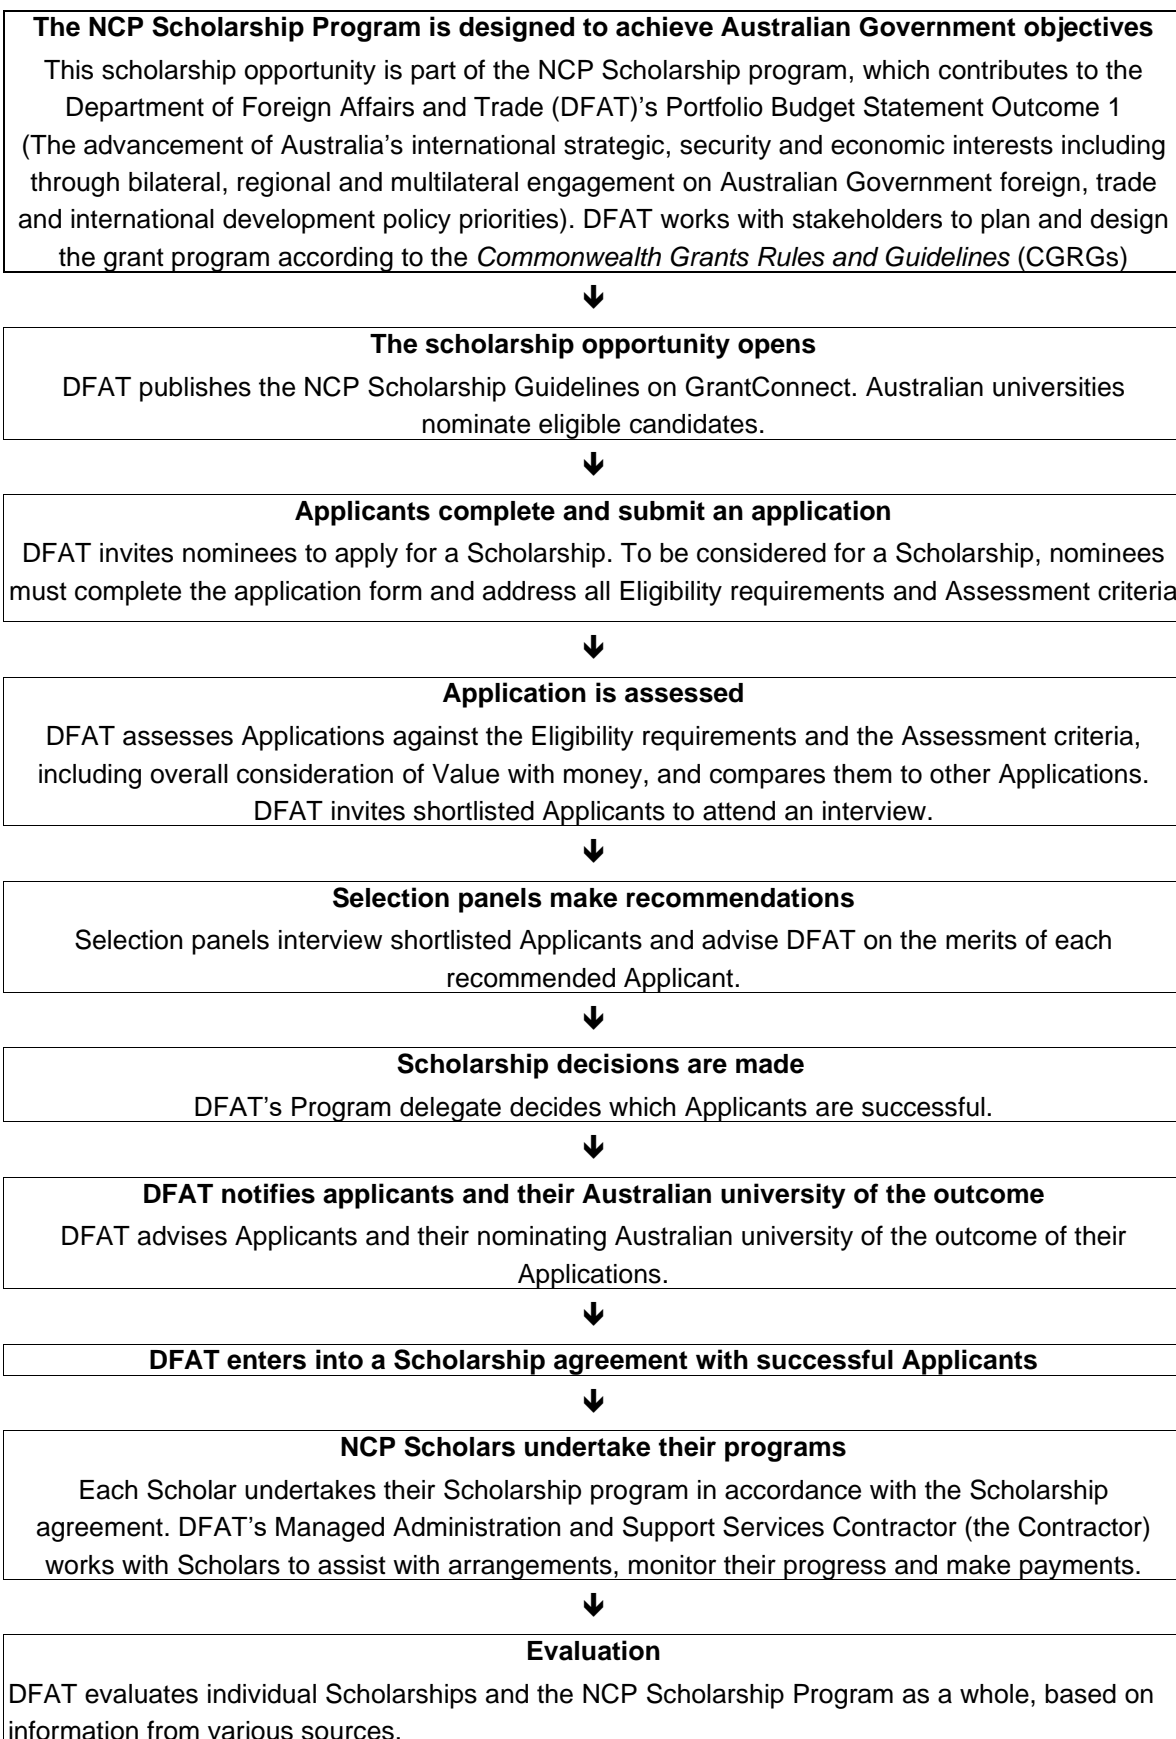 The NCP Scholarship Program is designed to achieve Australian Government objectives
This scholarship opportunity is part of the NCP Scholarship program, which contributes to the
Department of Foreign Affairs and Trade (DFAT)'s Portfolio Budget Statement Outcome 1
(The advancement of Australia's international strategic, security and economic interests including
through bilateral, regional and multilateral engagement on Australian Government foreign, trade
and international development policy priorities). DFAT works with stakeholders to plan and design
the grant program according to the Commonwealth Grants Rules and Guidelines (CGRGs)
The scholarship opportunity opens
DFAT publishes the NCP Scholarship Guidelines on GrantConnect. Australian universities
nominate eligible candidates.
Applicants complete and submit an application
DFAT invites nominees to apply for a Scholarship. To be considered for a Scholarship, nominees
must complete the application form and address all Eligibility requirements and Assessment criteria
Application is assessed
DFAT assesses Applications against the Eligibility requirements and the Assessment criteria,
including overall consideration of Value with money, and compares them to other Applications.
DFAT invites shortlisted Applicants to attend an interview.
Selection panels make recommendations
Selection panels interview shortlisted Applicants and advise DFAT on the merits of each
recommended Applicant.
Scholarship decisions are made
DFAT's Program delegate decides which Applicants are successful.
DFAT notifies applicants and their Australian university of the outcome
DFAT advises Applicants and their nominating Australian university of the outcome of their
Applications.
DFAT enters into a Scholarship agreement with successful Applicants
NCP Scholars undertake their programs
Each Scholar undertakes their Scholarship program in accordance with the Scholarship
agreement. DFAT's Managed Administration and Support Services Contractor (the Contractor)
works with Scholars to assist with arrangements, monitor their progress and make payments.
Evaluation
DFAT evaluates individual Scholarships and the NCP Scholarship Program as a whole, based on
information from various sources.